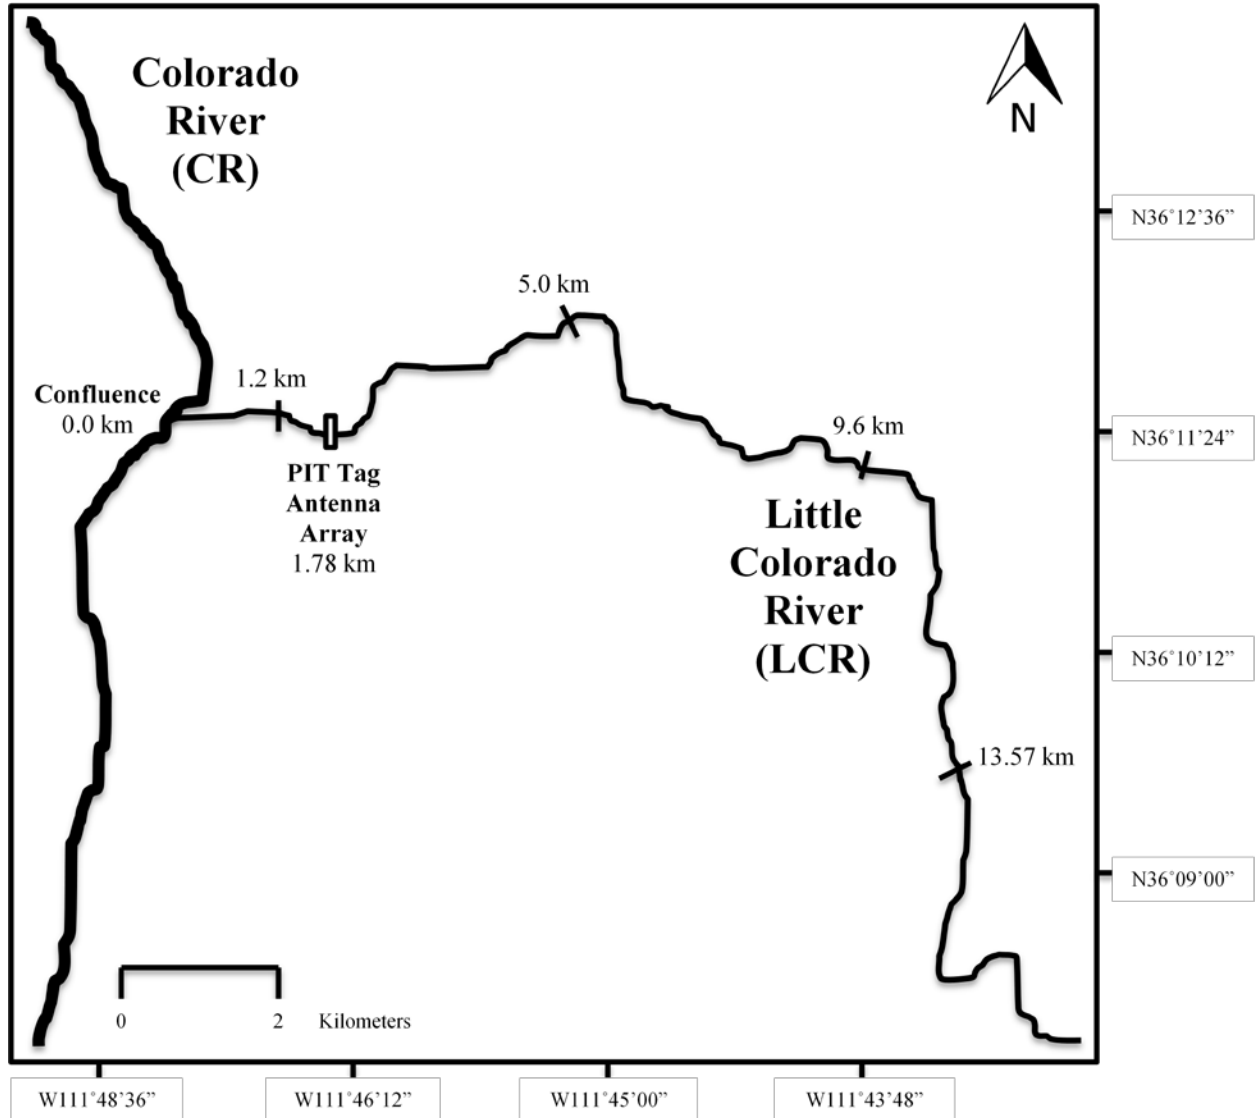 Colorado
River
(CR)
N
N36°12'36”
5.0 km
1.2 km
Confluence
0.0 km
9.6 km
N36°11'24”
PIT Tag
Antenna
Array
1.78 km
Little
Colorado
River
(LCR)
N36°10'12”
13.57 km
N36°09'00”
0 2 Kilometers
W111°48'36” W111°46'12” W111°45'00” W111°43'48”